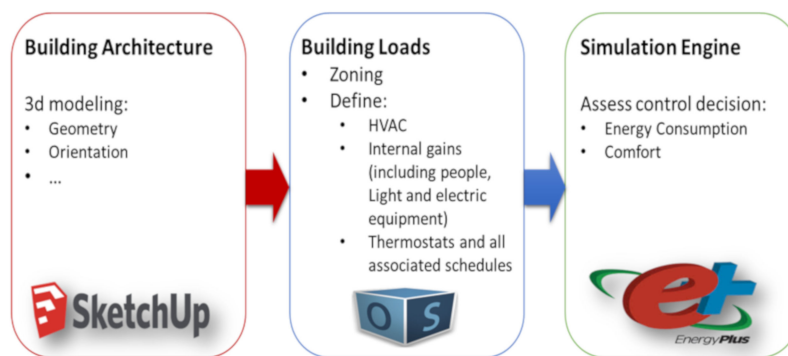 Building Architecture
3d modeling:
• Geometry
• Orientation
• ...
SketchUp
Building Loads
• Zoning
• Define:
• HVAC
• Internal gains
(including people,
Light and electric
equipment)
• Thermostats and all
associated schedules
O S
Simulation Engine
Assess control decision:
• Energy Consumption
• Comfort
e+
EnergyPlus